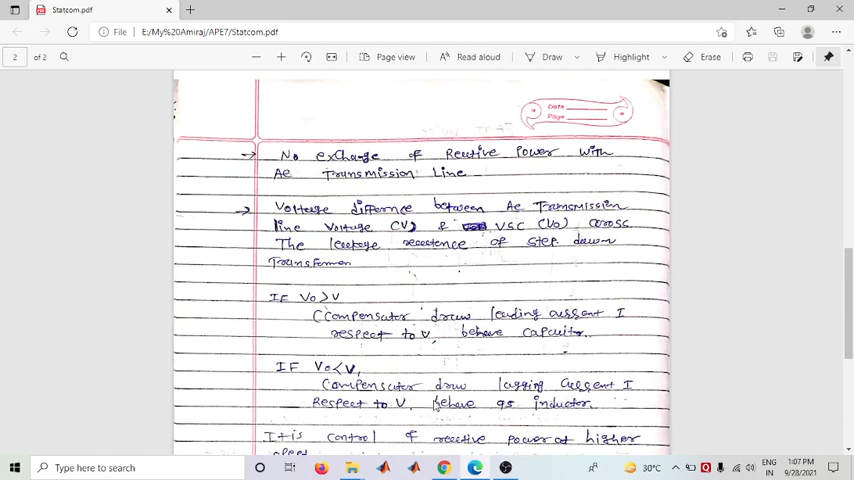 Statcom.pdf
File
E:/My%20Amiraj/APE7/Statcom.pdf
2
of 2
Page view
Read aloud
Draw
Highlight
Erase
Date
Page
→ No exchange of Reactive Power with
Ac Transmission Line
→ Voltage differnce between Ac Transmission
line Voltage (V) & VSC (Vo) across
The leakage reactance of step down
Transformer
IF Vo>V
Compensator draw leading current I
respect to V, behave capacitor.
IF Vo<V,
Compensator draw lagging current I
Respect to V. behave as inductor.
It is control of reactive power at higher
Type here to search
30°C
ENG
IN
1:07 PM
9/28/2021